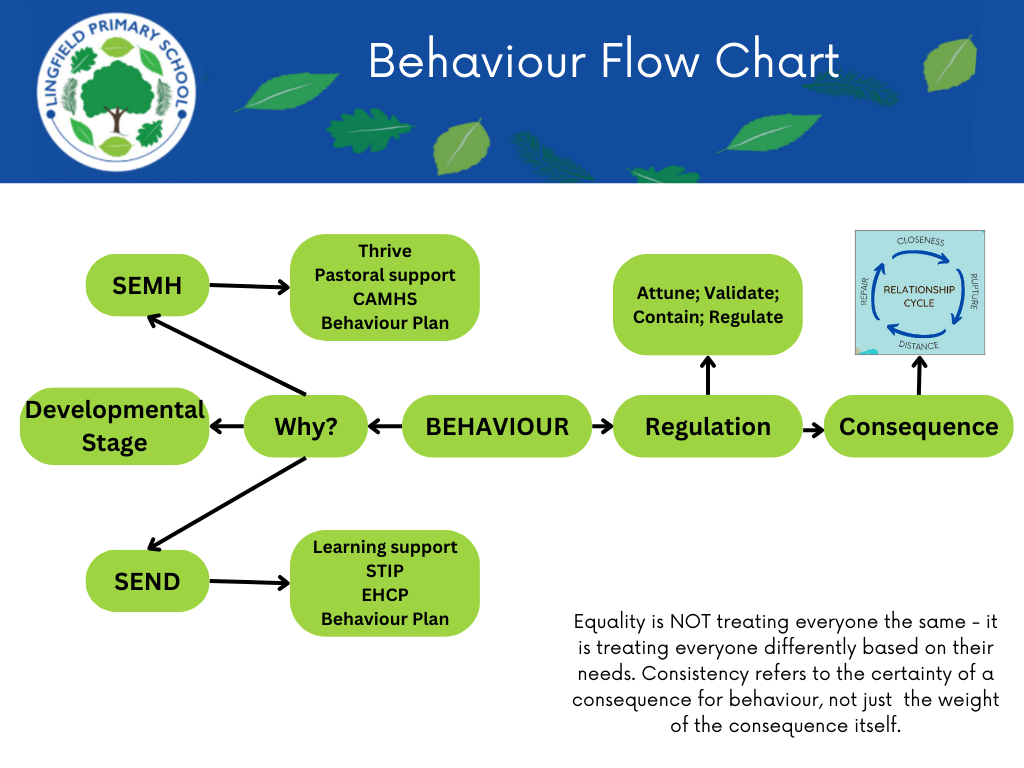 LINGFIELD PRIMARY SCHOOL
Behaviour Flow Chart
SEMH
Thrive
Pastoral support
CAMHS
Behaviour Plan
Attune; Validate;
Contain; Regulate
CLOSENESS
RUPTURE
DISTANCE
REPAIR
RELATIONSHIP
CYCLE
Developmental
Stage
Why?
BEHAVIOUR
Regulation
Consequence
SEND
Learning support
STIP
EHCP
Behaviour Plan
Equality is NOT treating everyone the same - it
is treating everyone differently based on their
needs. Consistency refers to the certainty of a
consequence for behaviour, not just  the weight
of the consequence itself.